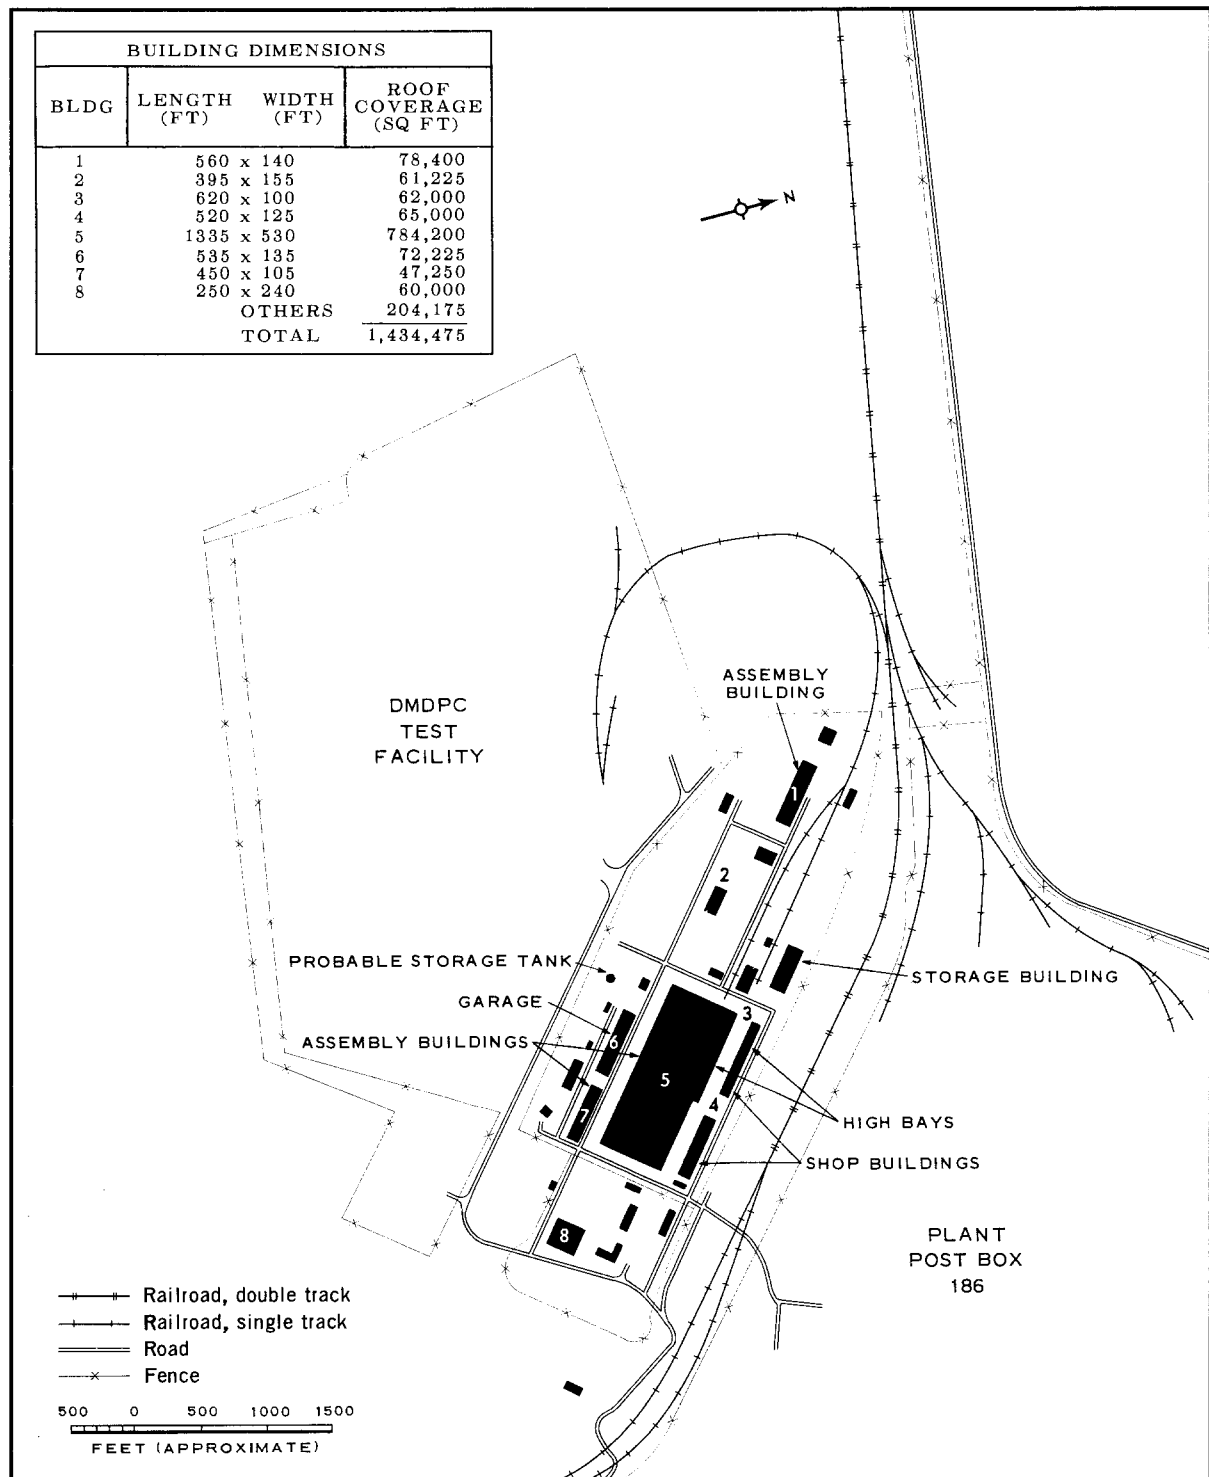 BUILDING DIMENSIONS
BLDG LENGTH (FT) WIDTH (FT) ROOF COVERAGE (SQ FT)
1 560 x 140 78,400
2 395 x 155 61,225
3 620 x 100 62,000
4 520 x 125 65,000
5 1335 x 530 784,200
6 535 x 135 72,225
7 450 x 105 47,250
8 250 x 240 60,000
OTHERS 204,175
TOTAL 1,434,475
N
ASSEMBLY
BUILDING
DMDPC
TEST
FACILITY
1
2
PROBABLE STORAGE TANK
STORAGE BUILDING
GARAGE
3
ASSEMBLY BUILDINGS
6
5
4
7
HIGH BAYS
SHOP BUILDINGS
8
PLANT
POST BOX
186
Railroad, double track
Railroad, single track
Road
Fence
500 0 500 1000 1500
FEET (APPROXIMATE)